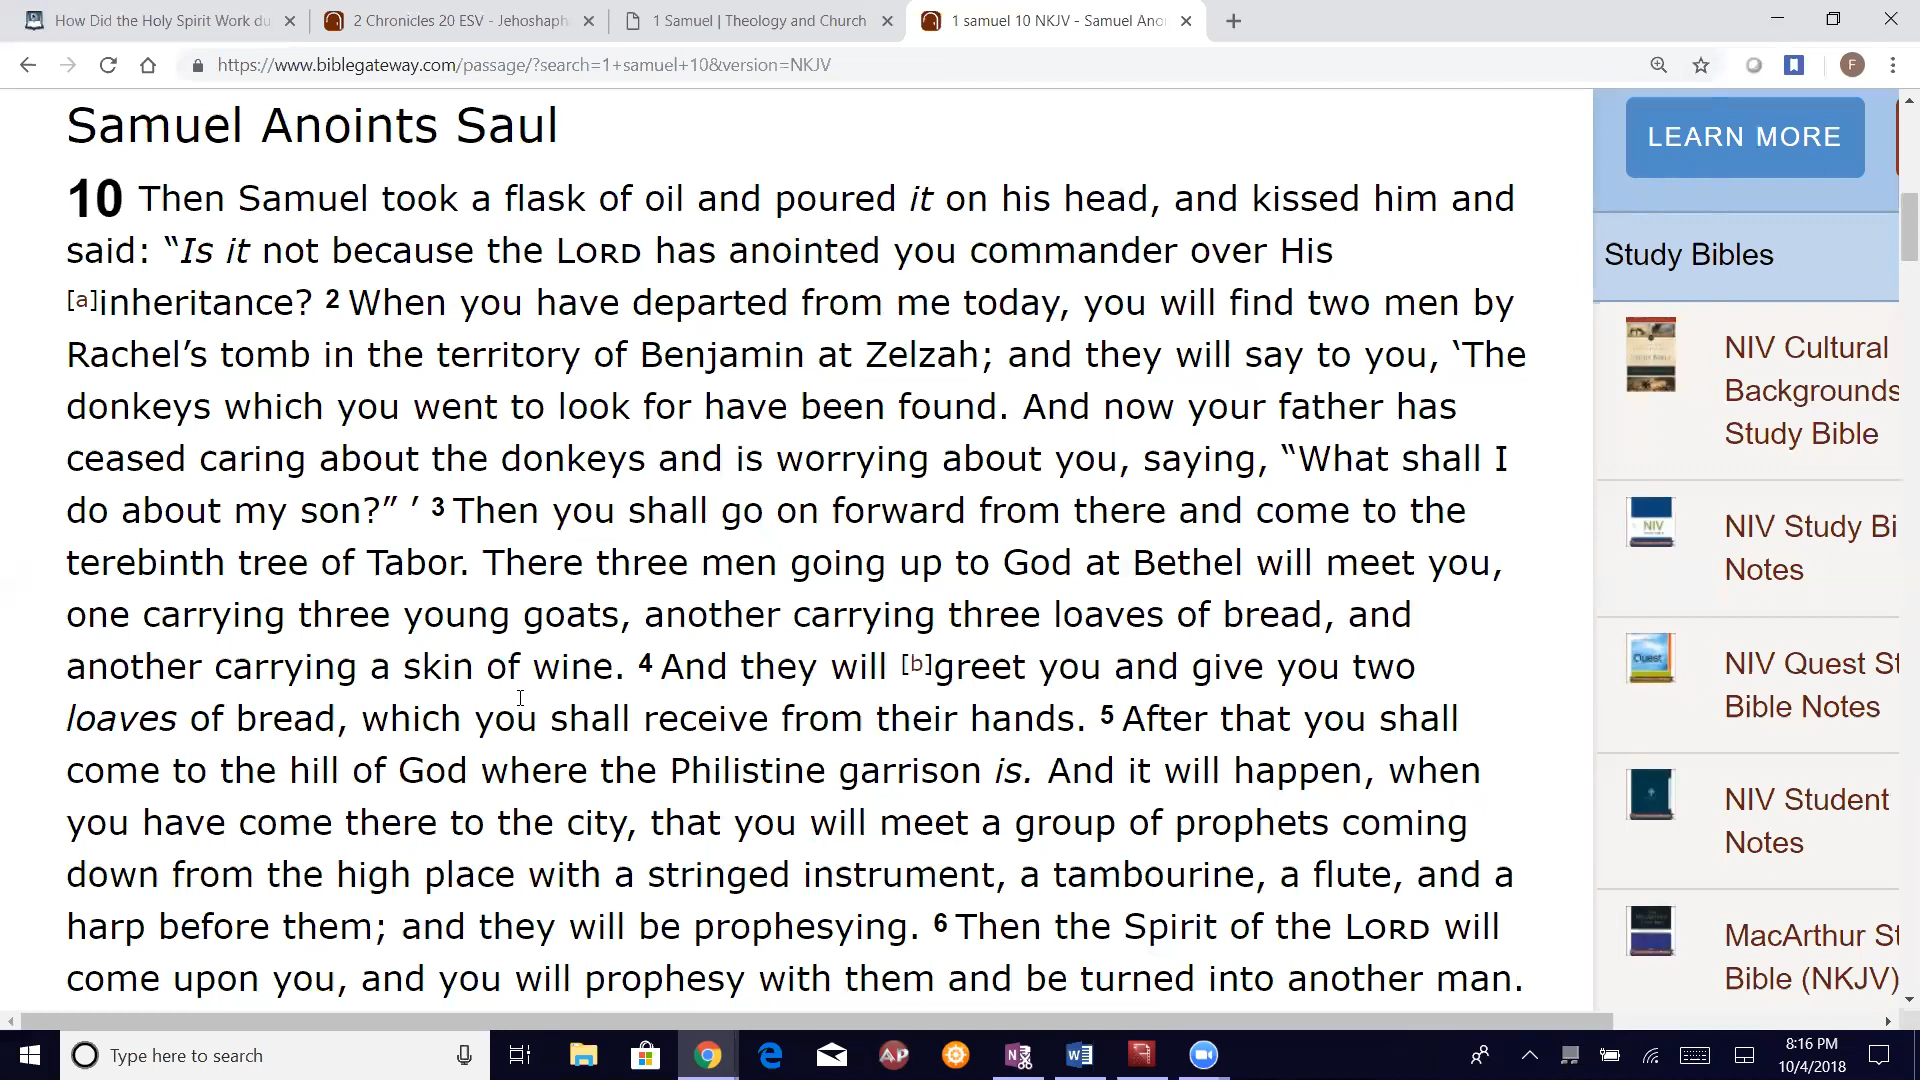 How Did the Holy Spirit Work du
2 Chronicles 20 ESV - Jehoshaph
1 Samuel | Theology and Church
1 samuel 10 NKJV - Samuel Anoi
https://www.biblegateway.com/passage/?search=1+samuel+10&version=NKJV
F
Samuel Anoints Saul
10 Then Samuel took a flask of oil and poured it on his head, and kissed him and
said: “Is it not because the LORD has anointed you commander over His
[a]inheritance? 2 When you have departed from me today, you will find two men by
Rachel’s tomb in the territory of Benjamin at Zelzah; and they will say to you, ‘The
donkeys which you went to look for have been found. And now your father has
ceased caring about the donkeys and is worrying about you, saying, “What shall I
do about my son?” ’ 3 Then you shall go on forward from there and come to the
terebinth tree of Tabor. There three men going up to God at Bethel will meet you,
one carrying three young goats, another carrying three loaves of bread, and
another carrying a skin of wine. 4 And they will [b]greet you and give you two
loaves of bread, which you shall receive from their hands. 5 After that you shall
come to the hill of God where the Philistine garrison is. And it will happen, when
you have come there to the city, that you will meet a group of prophets coming
down from the high place with a stringed instrument, a tambourine, a flute, and a
harp before them; and they will be prophesying. 6 Then the Spirit of the LORD will
come upon you, and you will prophesy with them and be turned into another man.
LEARN MORE
Study Bibles
NIV Cultural
Backgrounds
Study Bible
NIV
NIV Study Bi
Notes
Quest
NIV Quest St
Bible Notes
NIV Student
Notes
MacArthur St
Bible (NKJV)
Type here to search
AP
8:16 PM
10/4/2018